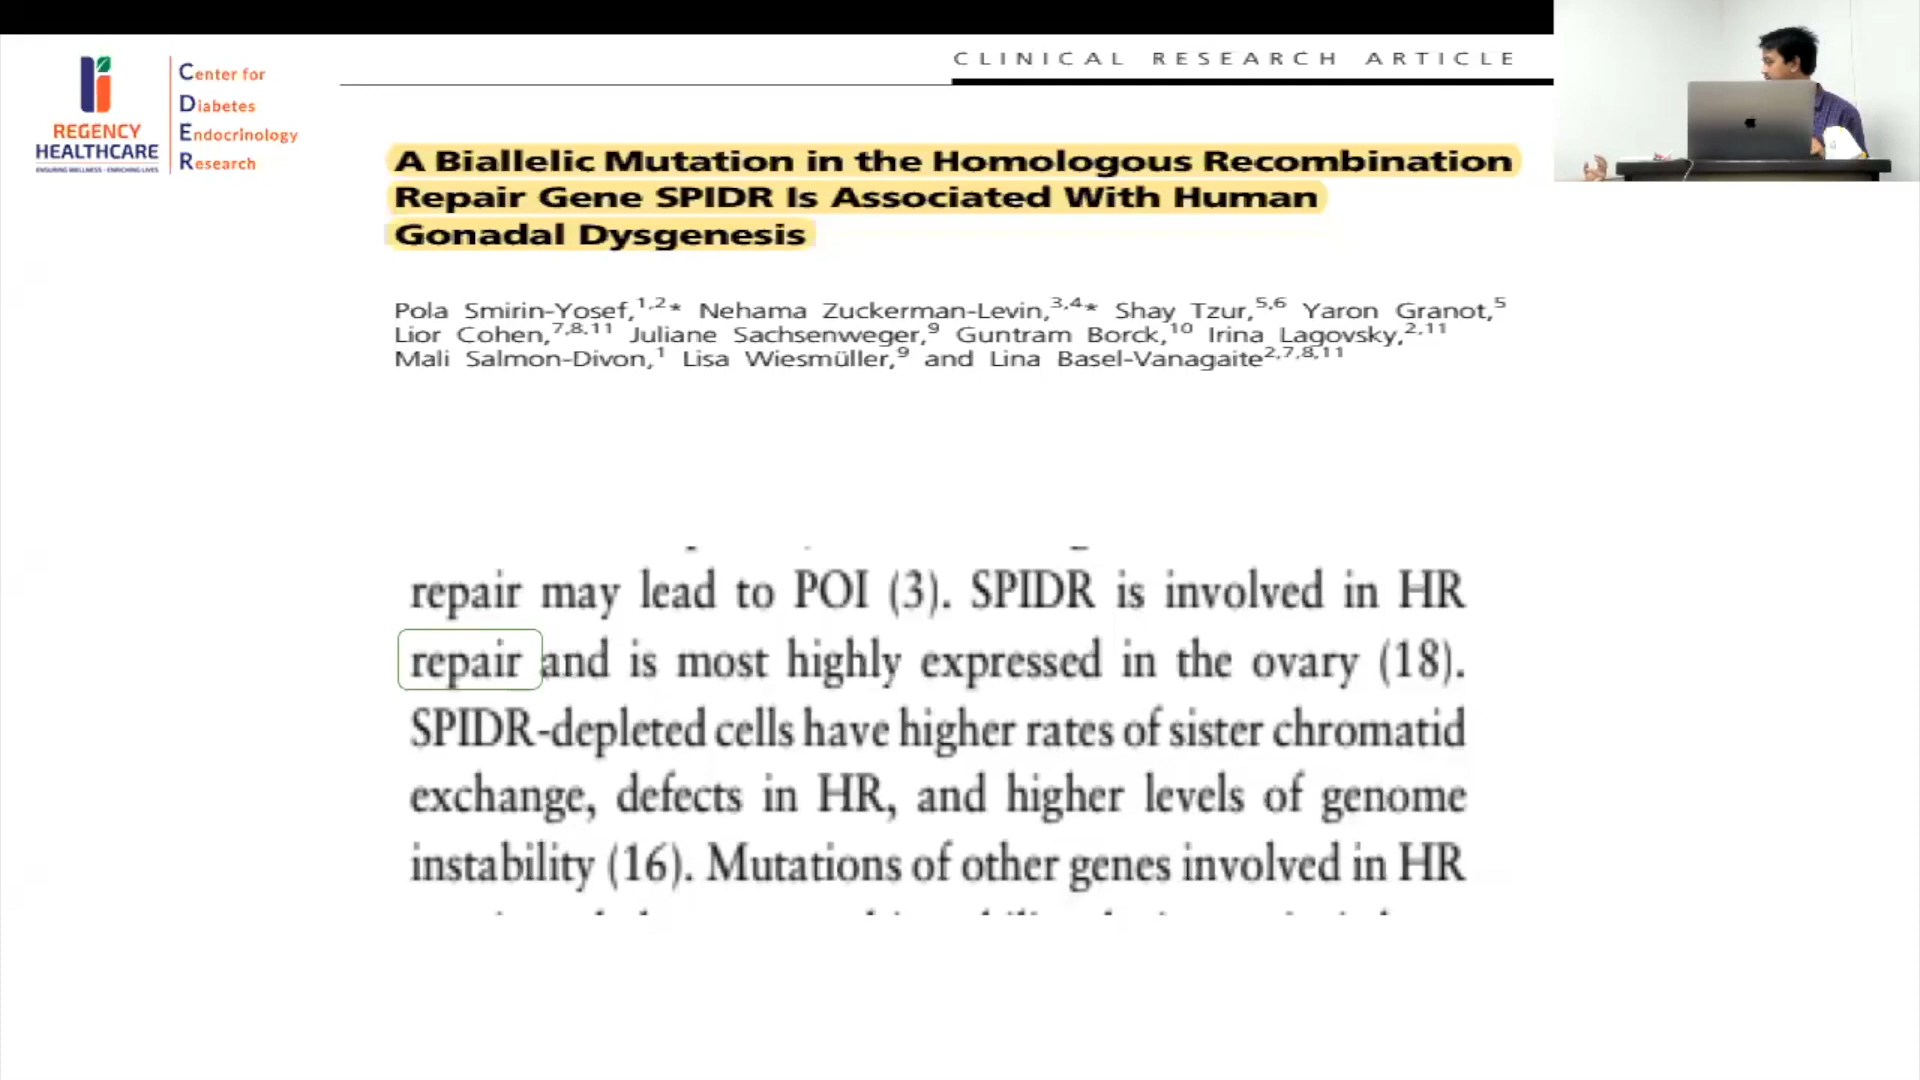 CLINICAL RESEARCH ARTICLE
REGENCY
HEALTHCARE
ENSURING WELLNESS - ENRICHING LIVES
Center for
Diabetes
Endocrinology
Research
A Biallelic Mutation in the Homologous Recombination
Repair Gene SPIDR Is Associated With Human
Gonadal Dysgenesis
Pola Smirin-Yosef,1,2* Nehama Zuckerman-Levin,3,4* Shay Tzur,5,6 Yaron Granot,5
Lior Cohen,7,8,11 Juliane Sachsenweger,9 Guntram Borck,10 Irina Lagovsky,2,11
Mali Salmon-Divon,1 Lisa Wiesmüller,9 and Lina Basel-Vanagaite2,7,8,11
repair may lead to POI (3). SPIDR is involved in HR
repair and is most highly expressed in the ovary (18).
SPIDR-depleted cells have higher rates of sister chromatid
exchange, defects in HR, and higher levels of genome
instability (16). Mutations of other genes involved in HR